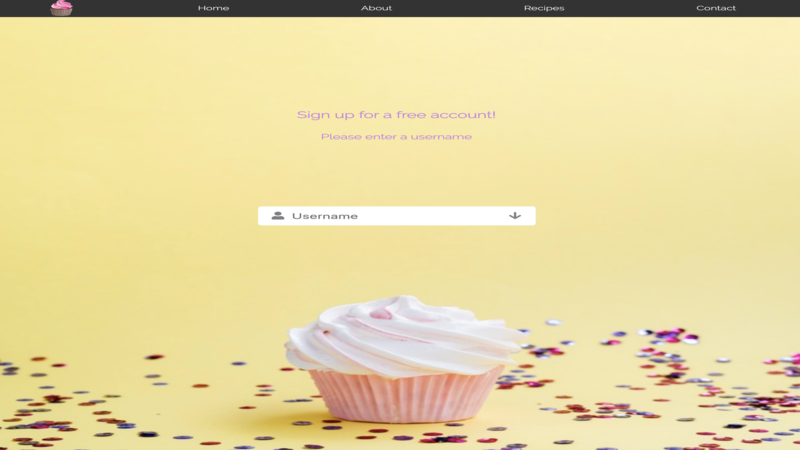 Home
About
Recipes
Contact
Sign up for a free account!
Please enter a username
Username